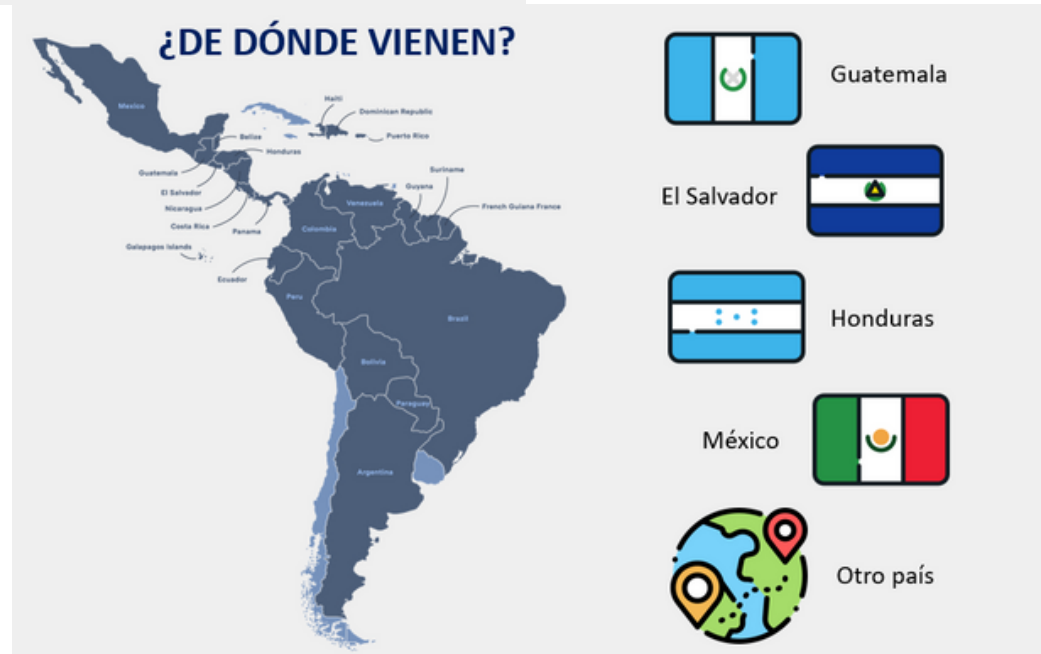 ¿DE DÓNDE VIENEN?
Mexico
Haiti
Dominican Republic
Puerto Rico
Belize
Honduras
Guatemala
El Salvador
Nicaragua
Costa Rica
Panama
Galapagos Islands
Ecuador
Venezuela
Colombia
Guyana
Suriname
Franch Guiana France
Peru
Brazil
Bolivia
Paraguay
Argentina
Guatemala
El Salvador
Honduras
México
Otro país